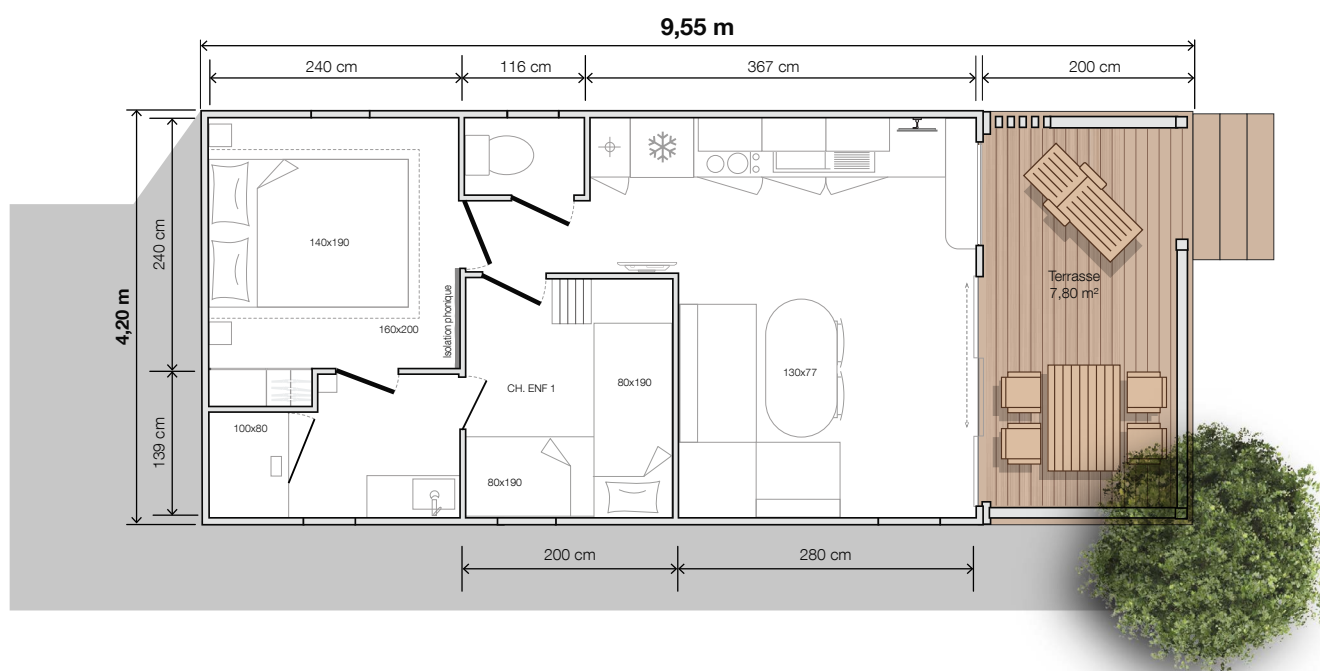 9,55 m
240 cm
116 cm
367 cm
200 cm
4,20 m
240 cm
139 cm
140x190
160x200
Isolation phonique
Terrasse
7,80 m²
130x77
CH. ENF 1
80x190
100x80
80x190
200 cm
280 cm